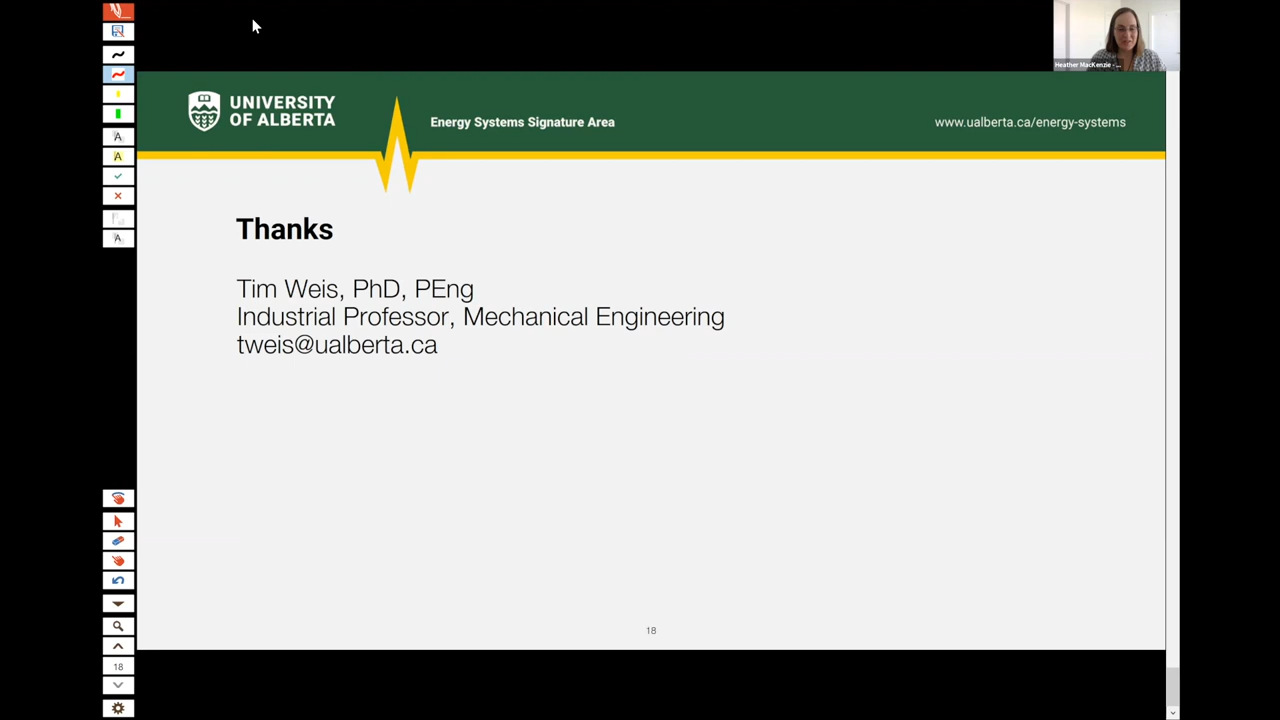 Heather MacKenzie - ...
UNIVERSITY
OF ALBERTA
Energy Systems Signature Area
www.ualberta.ca/energy-systems
Thanks
Tim Weis, PhD, PEng
Industrial Professor, Mechanical Engineering
tweis@ualberta.ca
18
A
A
A
18